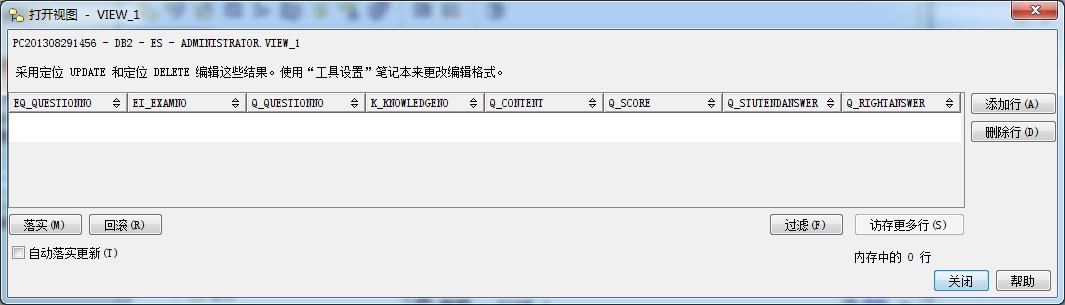 打开视图 - VIEW_1
PC201308291456 - DB2 - ES - ADMINISTRATOR.VIEW_1
采用定位 UPDATE 和定位 DELETE 编辑这些结果。使用“工具设置”笔记本来更改编辑格式。
EQ_QUESTIONNO EI_EXAMNO Q_QUESTIONNO K_KNOWLEDGENO Q_CONTENT Q_SCORE Q_STUTENDANSWER Q_RIGHTANSWER
添加行(A)
删除行(D)
落实(M) 回滚(R) 过滤(F) 访存更多行(S)
自动落实更新(I)
内存中的 0 行
关闭 帮助